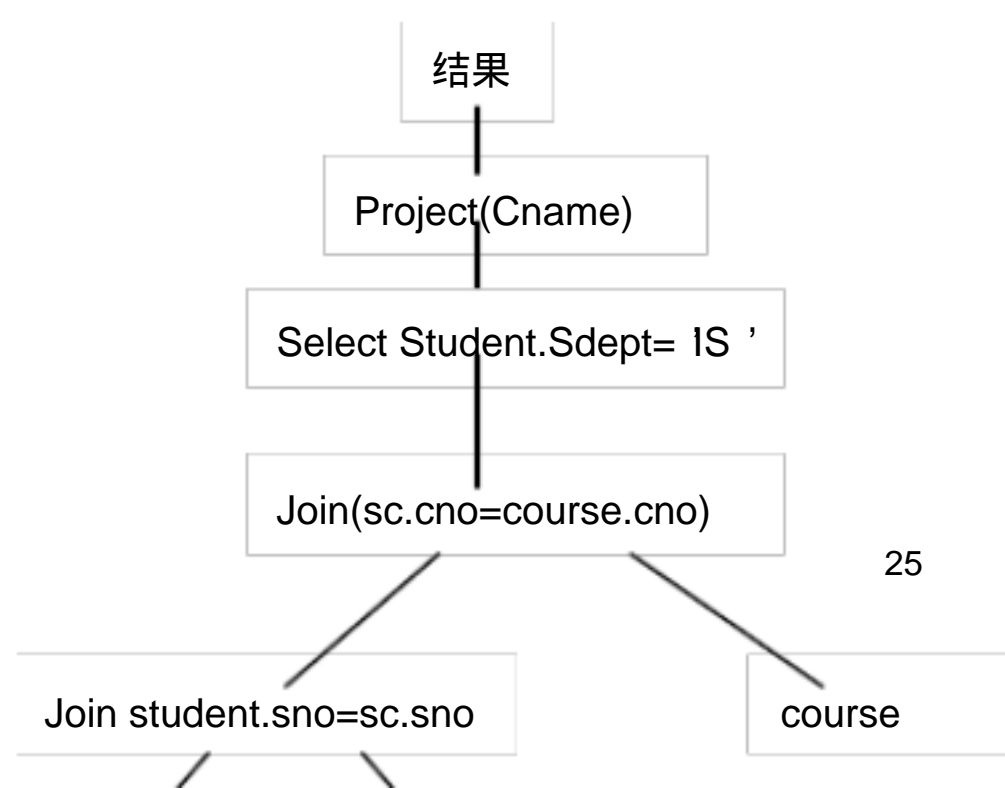 结果
Project(Cname)
Select Student.Sdept= ‘IS ’
Join(sc.cno=course.cno)
25
Join student.sno=sc.sno
course